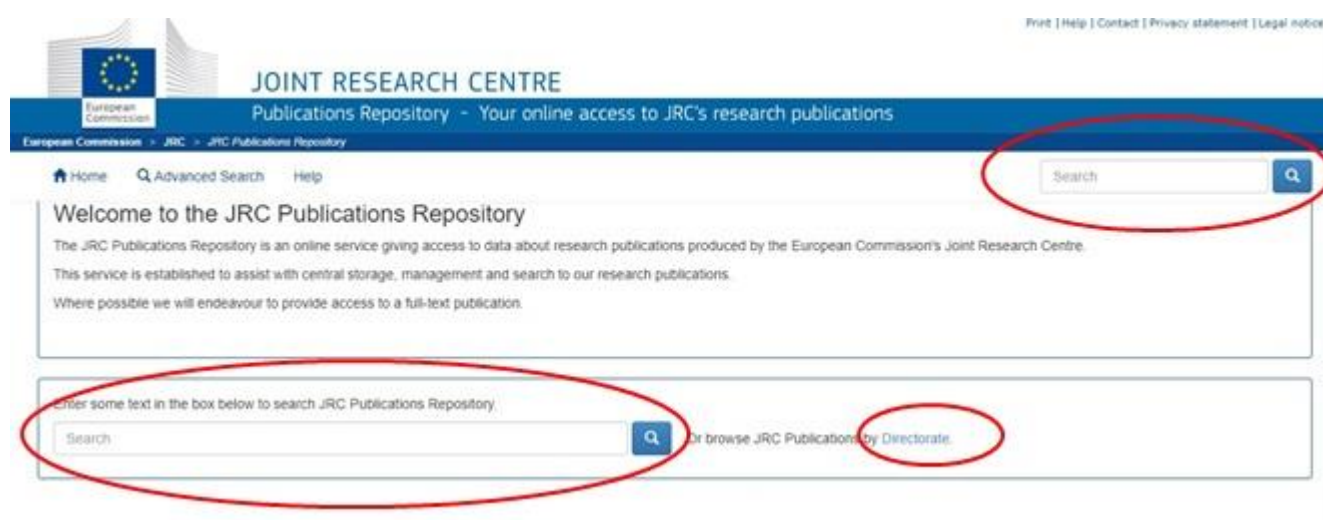 Print | Help | Contact | Privacy statement | Legal notice
JOINT RESEARCH CENTRE
European
Commission
Publications Repository - Your online access to JRC's research publications
European Commission > JRC > JRC Publications Repository
Home Advanced Search Help Search
Welcome to the JRC Publications Repository
The JRC Publications Repository is an online service giving access to data about research publications produced by the European Commission's Joint Research Centre.
This service is established to assist with central storage, management and search to our research publications.
Where possible we will endeavour to provide access to a full-text publication.
Enter some text in the box below to search JRC Publications Repository.
Search Or browse JRC Publications by Directorate.